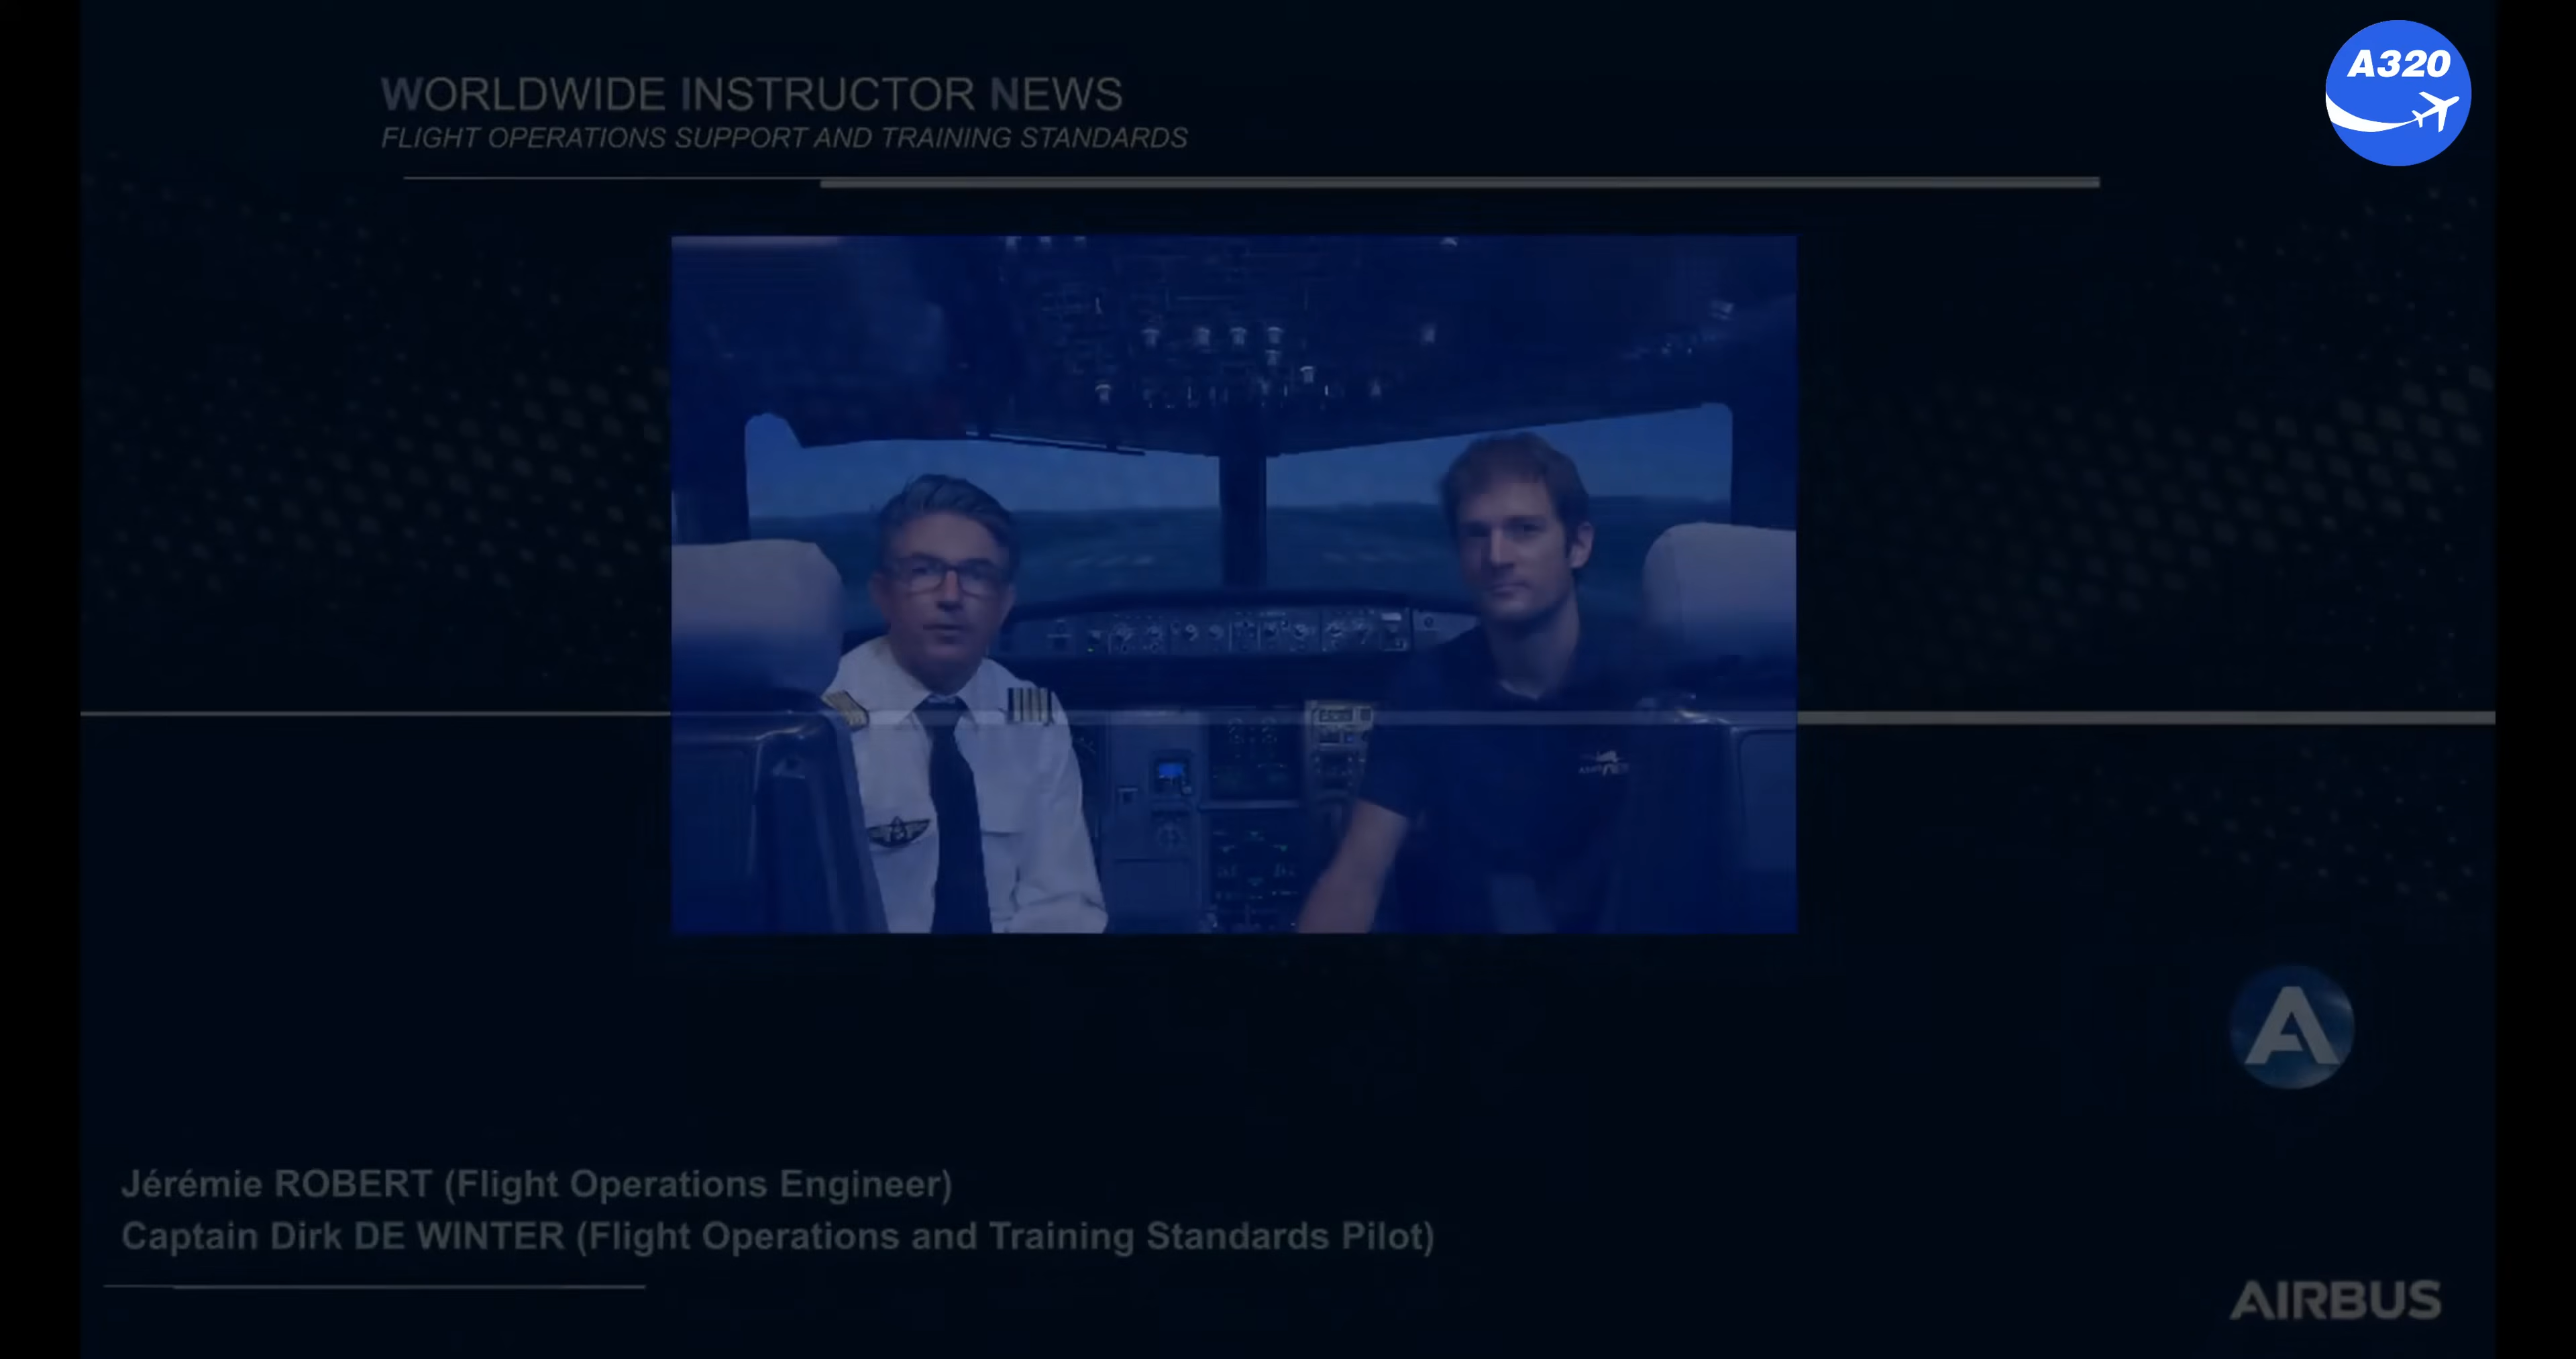 A320
WORLDWIDE INSTRUCTOR NEWS
FLIGHT OPERATIONS SUPPORT AND TRAINING STANDARDS
Jérémie ROBERT (Flight Operations Engineer)
Captain Dirk DE WINTER (Flight Operations and Training Standards Pilot)
AIRBUS